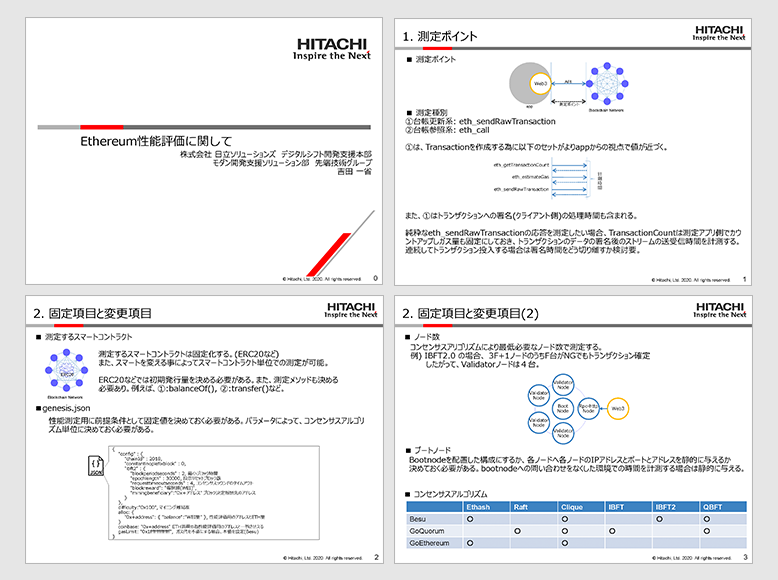 HITACHI
Inspire the Next
Ethereum性能評価に関して
株式会社 日立ソリューションズ デジタルシフト開発支援本部
モダン開発支援ソリューション部 先端技術グループ
吉田 一省
© Hitachi, Ltd. 2020. All rights reserved.
0
HITACHI
Inspire the Next
1. 測定ポイント
■ 測定ポイント
Web3
app
測定ポイント
Blockchain Network
■ 測定種別
①台帳更新系: eth_sendRawTransaction
②台帳参照系: eth_call
①は、Transactionを作成する為に以下のセットがよりappからの視点で値が近づく。
eth_getTransactionCount
eth_estimateGas
eth_sendRawTransaction
また、①はトランザクションへの署名(クライアント側)の処理時間も含まれる。
純粋なeth_sendRawTransactionの応答を測定したい場合、TransactionCountは測定アプリ側でカウ
ントアップしガス量も固定にしておき、トランザクションのデータの署名後のストリームの送受信時間を計測する。
連続してトランザクション投入する場合は署名時間をどう切離すか検討要。
© Hitachi, Ltd. 2020. All rights reserved.
1
HITACHI
Inspire the Next
2. 固定項目と変更項目
■ 測定するスマートコントラクト
測定するスマートコントラクトは固定化する。(ERC20など)
また、スマートを変える事によってスマートコントラクト単位での測定が可能。
ERC20などでは初期発行量を決める必要がある。また、測定メソッドも決める
必要あり。例えば、①:balanceOf()、②:transfer()など。
ERC20
Blockchain Network
■genesis.json
性能測定用に前提条件として固定値を決めておく必要がある。パラメータによって、コンセンサスアルゴリ
ズム単位に決めておく必要がある。
JSON
{
"config" : {
"chainId" : 2018,
© Hitachi, Ltd. 2020. All rights reserved.
2
HITACHI
Inspire the Next
2. 固定項目と変更項目(2)
■ ノード数
コンセンサスアルゴリズムにより最低必要なノード数で測定する。
例) IBFT2.0 の場合、3F+1ノードのうちF台がNGでもトランザクション確定
したがって、Validatorノードは４台。
Validator
Node
Validator
Node
Boot
Node
Rpc-Http
Node
Web3
Validator
Node
Validator
Node
■ ブートノード
Bootnodeを配置した構成にするか、各ノードへ各ノードのIPアドレスとポートとアドレスを静的に与えるか
決めておく必要がある。bootnodeへの問い合わせをなくした環境での時間を計測する場合は静的に与える。
■ コンセンサスアルゴリズム
Ethash Raft Clique IBFT IBFT2 QBFT
Besu ○ ○ ○ ○
GoQuorum ○ ○ ○ ○
GoEthereum ○ ○
© Hitachi, Ltd. 2020. All rights reserved.
3